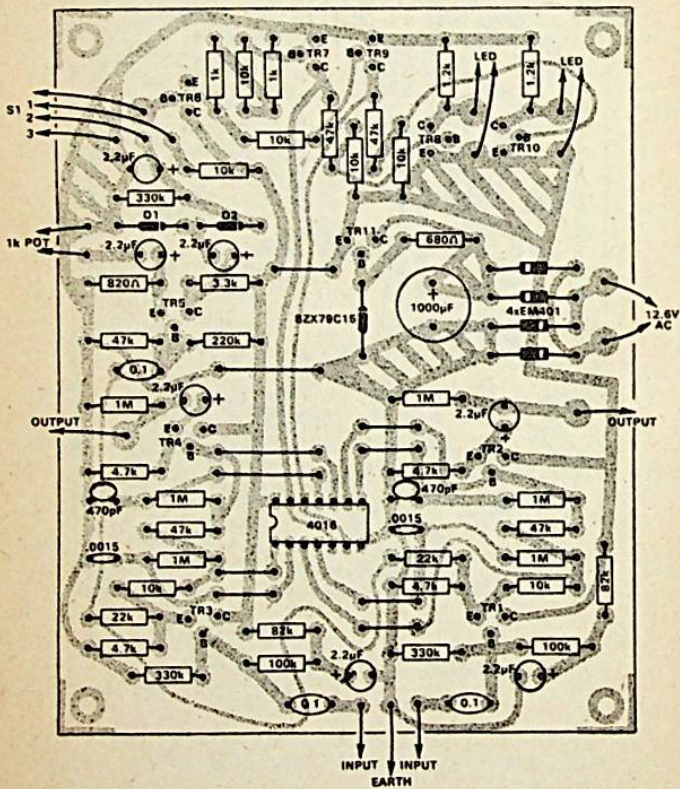 E
B TR7
C
E
B TR9
C
LED
LED
1k
10k
1k
1.2k
1.2k
E
B TR6
C
S1 1
2
3
10k
47k
10k
47k
10k
C
B
TR8
E
C
B
E TR10
2.2µF +
10k
330k
D1
D2
1k POT
TR11
E C
B
680Ω
2.2µF +
2.2µF +
820Ω
3.3k
+
1000µF
4xEM401
12.6V
AC
BZX79C15
TR5
E C
B
47k
220k
0.1
2.2µF +
1M
1M
2.2µF
+
OUTPUT
OUTPUT
E C
TR4 B
TR2
E C
B
4.7k
4.7k
470pF
470pF
1M
1M
4016
47k
47k
.0015
.0015
1M
22k
1M
10k
4.7k
10k
82k
22k
TR3
E C
B
TR1
E C
B
82k
4.7k
100k
330k
100k
330k
2.2µF +
2.2µF +
0.1
0.1
INPUT
INPUT
EARTH